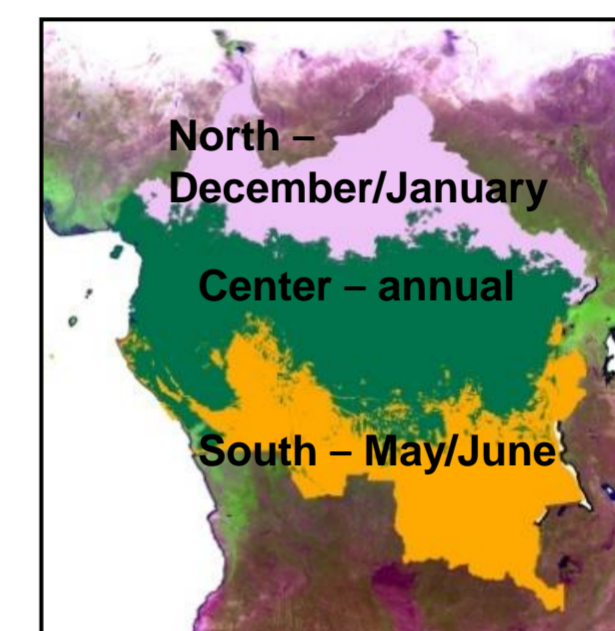 North –
December/January
Center – annual
South – May/June